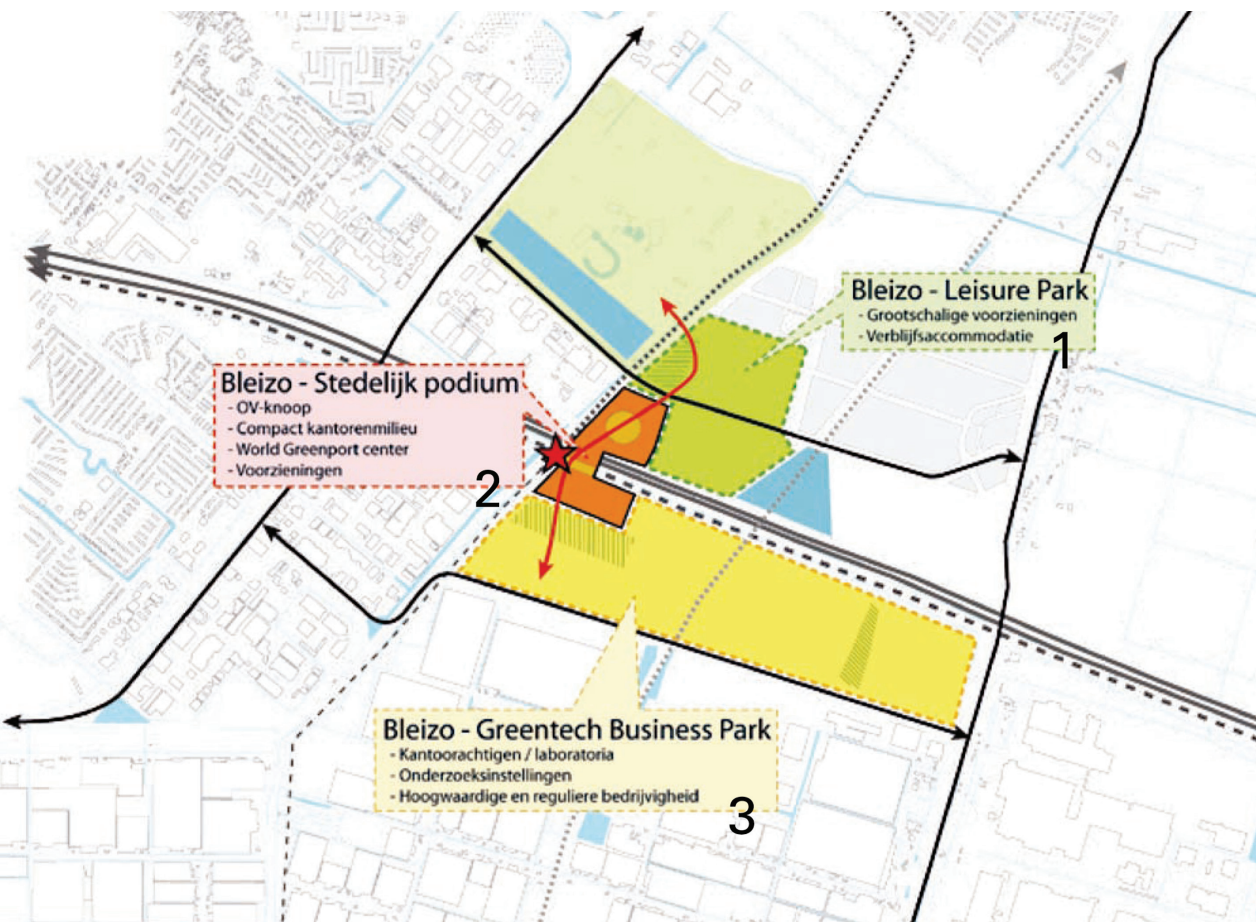 Bleizo - Leisure Park
- Grootschalige voorzieningen
- Verblijfsaccommodatie
1
Bleizo - Stedelijk podium
- OV-knoop
- Compact kantorenmilieu
- World Greenport center
- Voorzieningen
2
Bleizo - Greentech Business Park
- Kantoorachtigen / laboratoria
- Onderzoeksinstellingen
- Hoogwaardige en reguliere bedrijvigheid
3